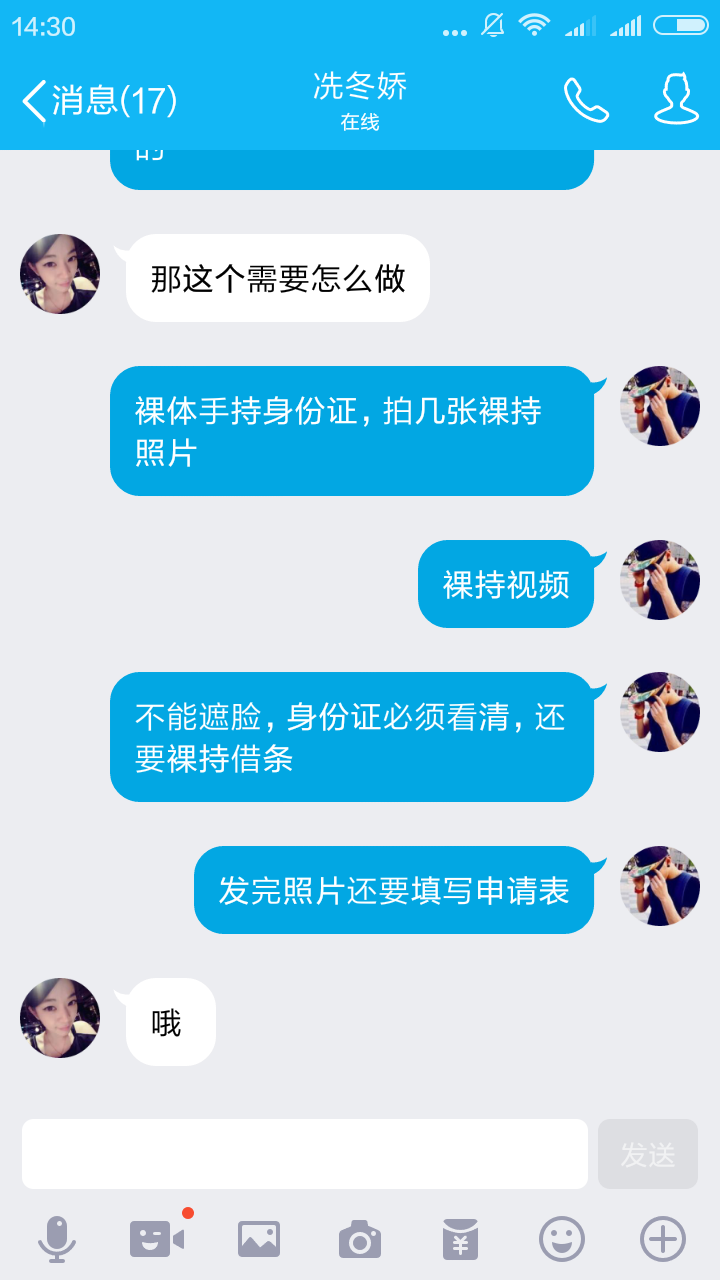 14:30
消息(17)
冼冬娇
在线
的
那这个需要怎么做
裸体手持身份证，拍几张裸持
照片
裸持视频
不能遮脸，身份证必须看清，还
要裸持借条
发完照片还要填写申请表
哦
发送